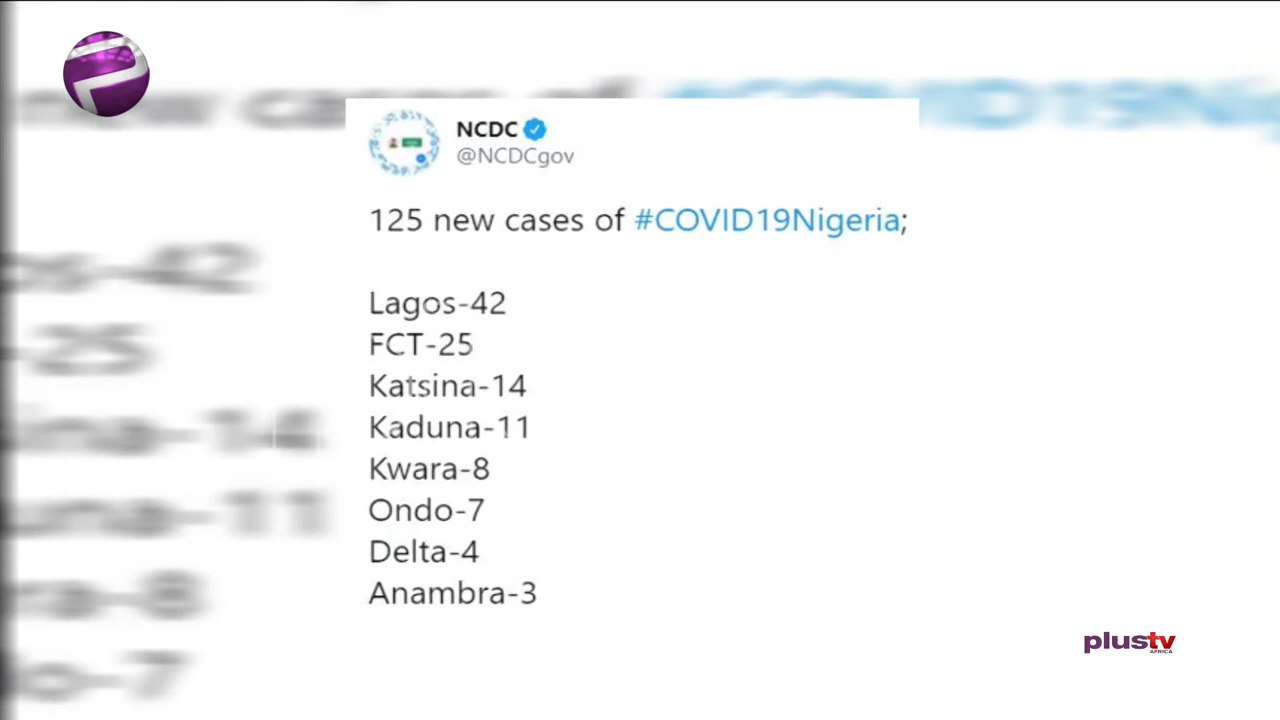 NCDC
@NCDCgov
125 new cases of #COVID19Nigeria;
Lagos-42
FCT-25
Katsina-14
Kaduna-11
Kwara-8
Ondo-7
Delta-4
Anambra-3
plustv
AFRICA